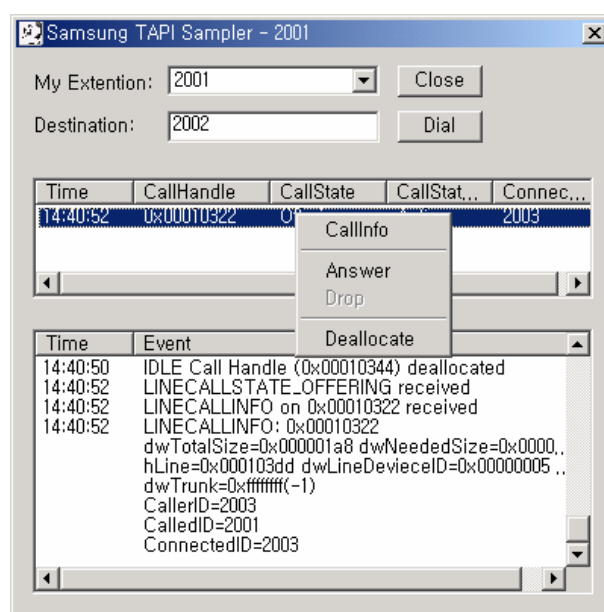 Samsung TAPI Sampler - 2001
My Extention: 2001 Close
Destination: 2002 Dial
Time CallHandle CallState CallStat... Connec...
14:40:52 0x00010322 2003
CallInfo
Answer
Drop
Deallocate
Time Event
14:40:50 IDLE Call Handle (0x00010344) deallocated
14:40:52 LINECALLSTATE_OFFERING received
14:40:52 LINECALLINFO on 0x00010322 received
14:40:52 LINECALLINFO: 0x00010322
dwTotalSize=0x000001a8 dwNeededSize=0x0000,..
hLine=0x000103dd dwLineDevieceID=0x00000005 ,..
dwTrunk=0xffffffff(-1)
CallerID=2003
CalledID=2001
ConnectedID=2003